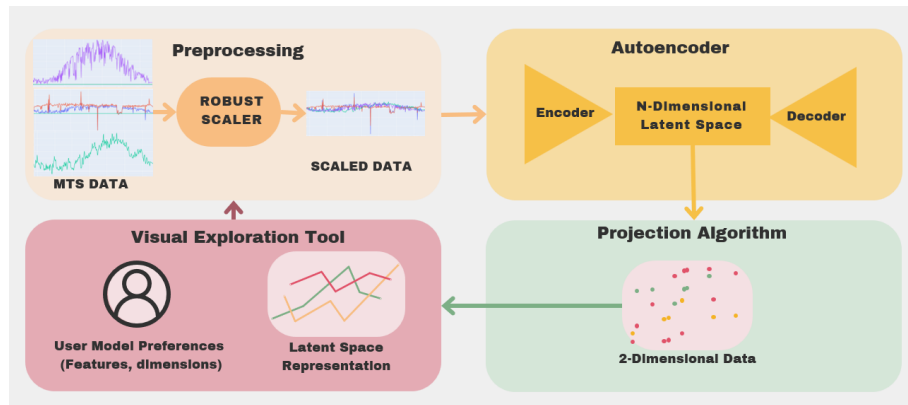 Preprocessing
ROBUST
SCALER
MTS DATA
SCALED DATA
Autoencoder
Encoder
N-Dimensional
Latent Space
Decoder
Visual Exploration Tool
User Model Preferences
(Features, dimensions)
Latent Space
Representation
Projection Algorithm
2-Dimensional Data